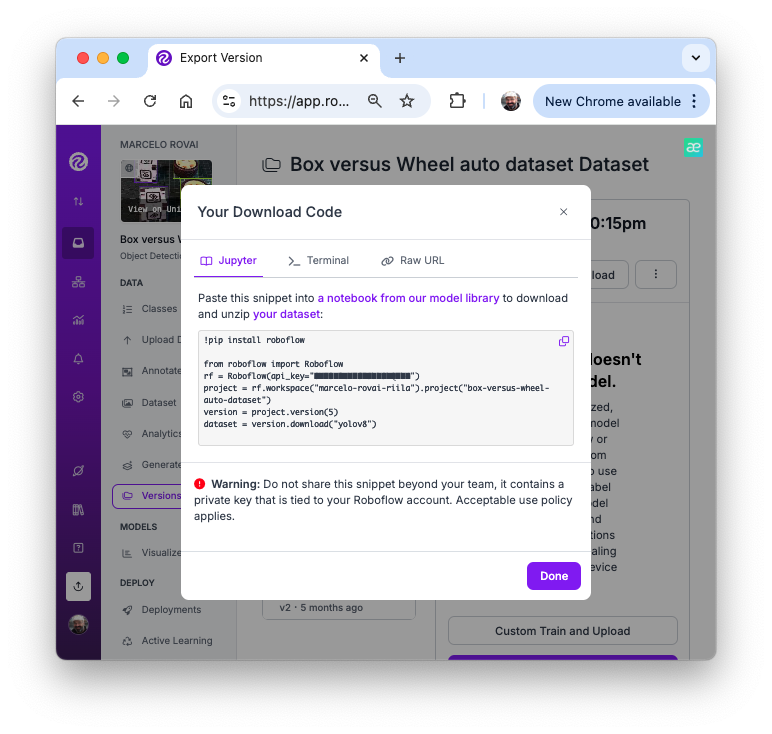 Export Version
https://app.ro...
New Chrome available
MARCELO ROVAI
Box versus Wheel auto dataset Dataset
æ
View on Uni
Box versus W
Object Detectio
DATA
Classes
Upload D
Annotate
Dataset
Analytics
Generate
Versions
MODELS
Visualize
DEPLOY
Deployments
Active Learning
0:15pm
load
doesn't
del.
zed,
model
y or
om
o use
abel
odel
nd
tions
aling
evice
v2 · 5 months ago
Custom Train and Upload
Your Download Code
Jupyter
Terminal
Raw URL
Paste this snippet into a notebook from our model library to download
and unzip your dataset:
!pip install roboflow
from roboflow import Roboflow
rf = Roboflow(api_key="")
project = rf.workspace("marcelo-rovai-riila").project("box-versus-wheel-
auto-dataset")
version = project.version(5)
dataset = version.download("yolov8")
Warning: Do not share this snippet beyond your team, it contains a
private key that is tied to your Roboflow account. Acceptable use policy
applies.
Done